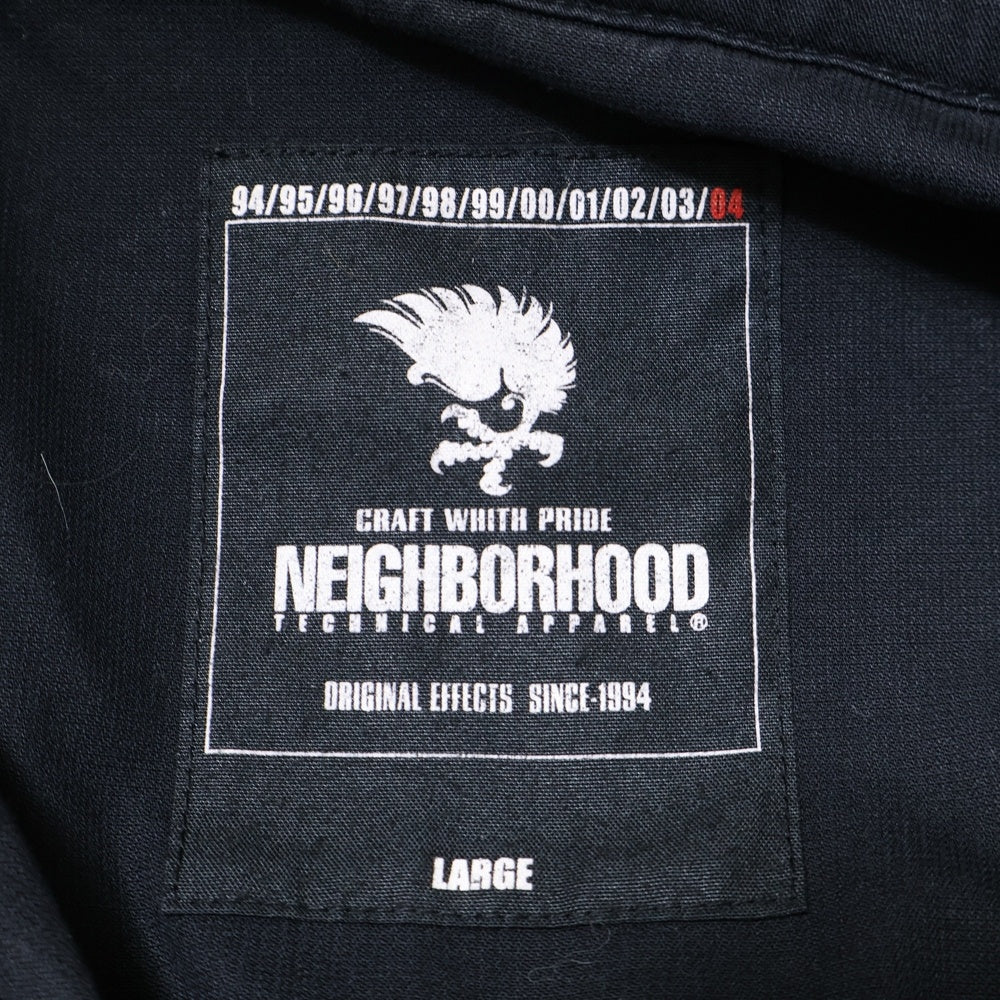 94/95/96/97/98/99/00/01/02/03/04
CRAFT WHITH PRIDE
NEIGHBORHOOD
TECHNICAL APPAREL®
ORIGINAL EFFECTS SINCE-1994
LARGE